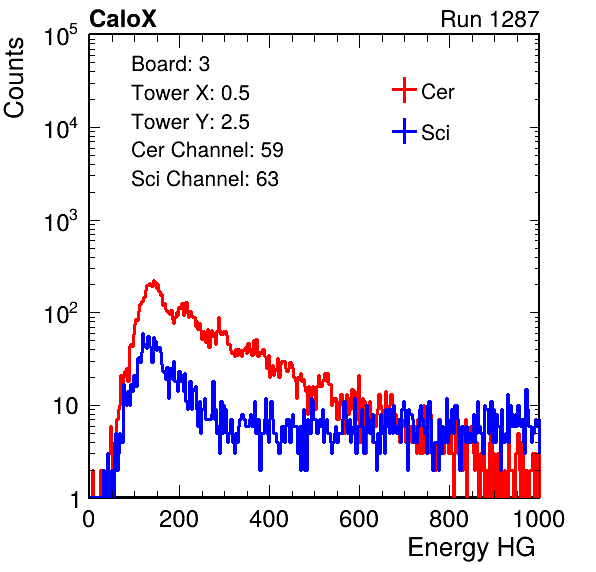 CaloX Run 1287
Counts
10^5
10^4
10^3
10^2
10
1
Board: 3
Tower X: 0.5
Tower Y: 2.5
Cer Channel: 59
Sci Channel: 63
Cer
Sci
0 200 400 600 800 1000
Energy HG